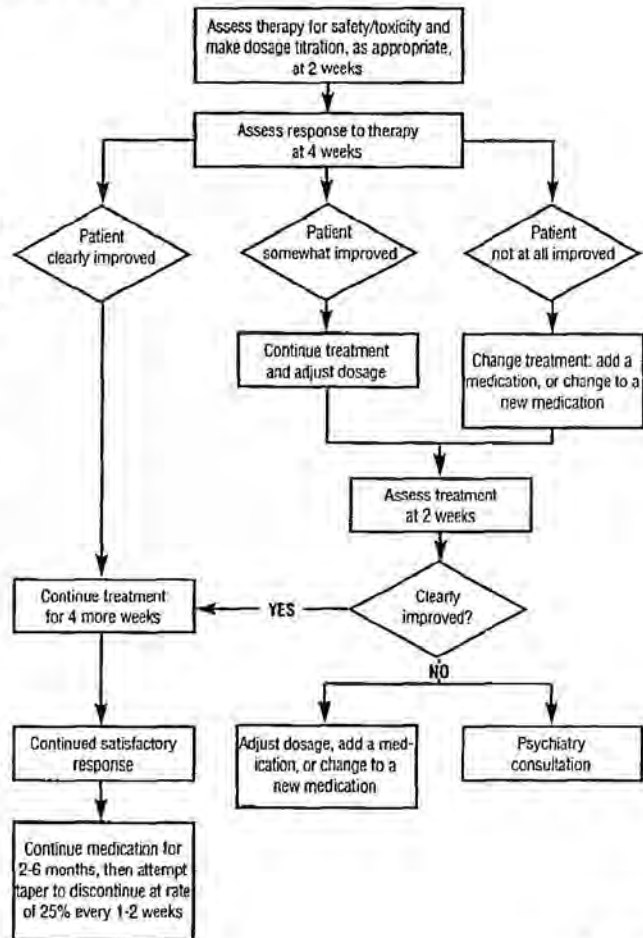 Assess therapy for safety/toxicity and
make dosage titration, as appropriate,
at 2 weeks
Assess response to therapy
at 4 weeks
Patient
clearly improved
Patient
somewhat improved
Patient
not at all improved
Continue treatment
and adjust dosage
Change treatment: add a
medication, or change to a
new medication
Assess treatment
at 2 weeks
Continue treatment
for 4 more weeks
YES
Clearly
improved?
NO
Continued satisfactory
response
Adjust dosage, add a med-
ication, or change to a
new medication
Psychiatry
consultation
Continue medication for
2-6 months, then attempt
taper to discontinue at rate
of 25% every 1-2 weeks